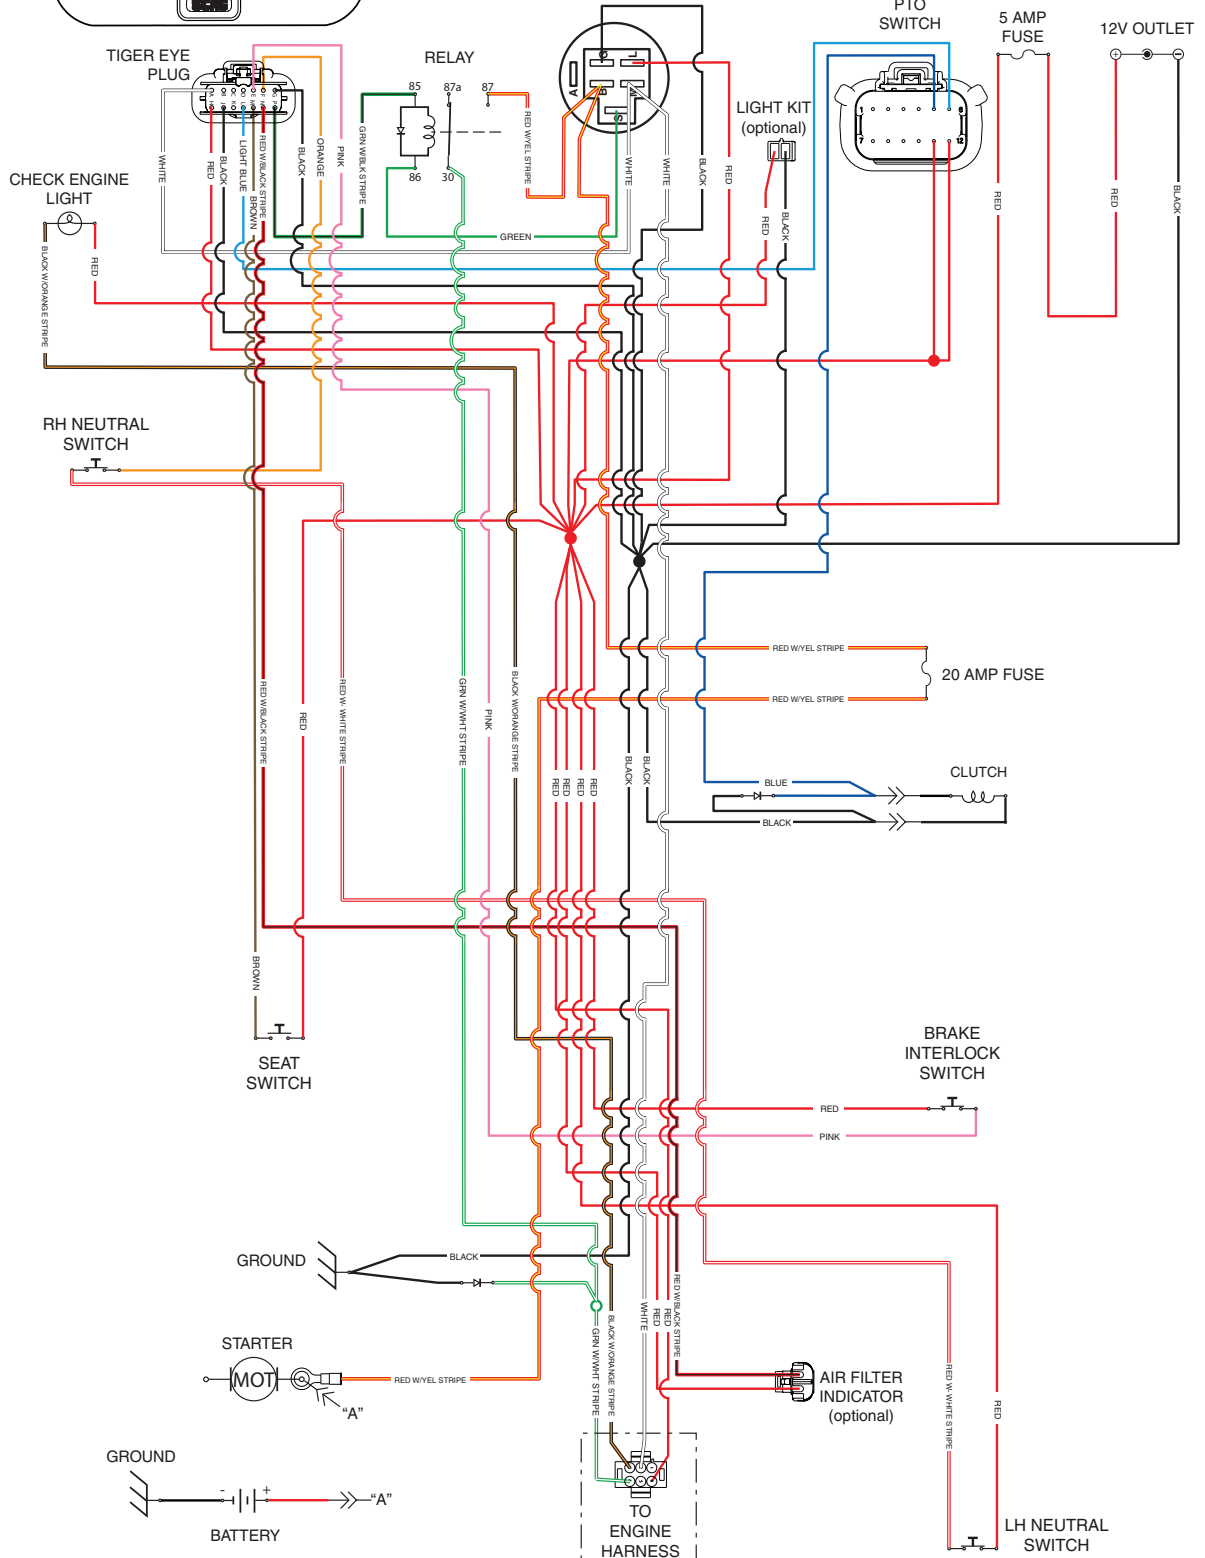 PTO
SWITCH
5 AMP
FUSE
12V OUTLET
TIGER EYE
PLUG
RELAY
85
87a
87
86
30
G
L
A
B
M
S
LIGHT KIT
(optional)
1
6
7
12
CHECK ENGINE
LIGHT
WHITE
RED
BLACK
LIGHT BLUE
BROWN
RED W/BLACK STRIPE
BLACK
ORANGE
PINK
GRN W/BLK STRIPE
RED W/YEL STRIPE
WHITE
WHITE
BLACK
RED
RED
BLACK
RED
RED
BLACK
GREEN
BLACK W/ORANGE STRIPE
RED
RH NEUTRAL
SWITCH
RED W/YEL STRIPE
20 AMP FUSE
RED W/YEL STRIPE
RED W/BLACK STRIPE
RED
RED W- WHITE STRIPE
GRN W/WHT STRIPE
PINK
BLACK W/ORANGE STRIPE
RED
RED
RED
RED
BLACK
BLACK
BLUE
CLUTCH
BLACK
BROWN
SEAT
SWITCH
BRAKE
INTERLOCK
SWITCH
RED
PINK
GROUND
BLACK
WHITE
RED
RED
RED W/BLACK STRIPE
STARTER
MOT
RED W/YEL STRIPE
"A"
GRN W/WHT STRIPE
BLACK W/ORANGE STRIPE
AIR FILTER
INDICATOR
(optional)
RED W- WHITE STRIPE
RED
GROUND
-
+
"A"
BATTERY
TO
ENGINE
HARNESS
LH NEUTRAL
SWITCH